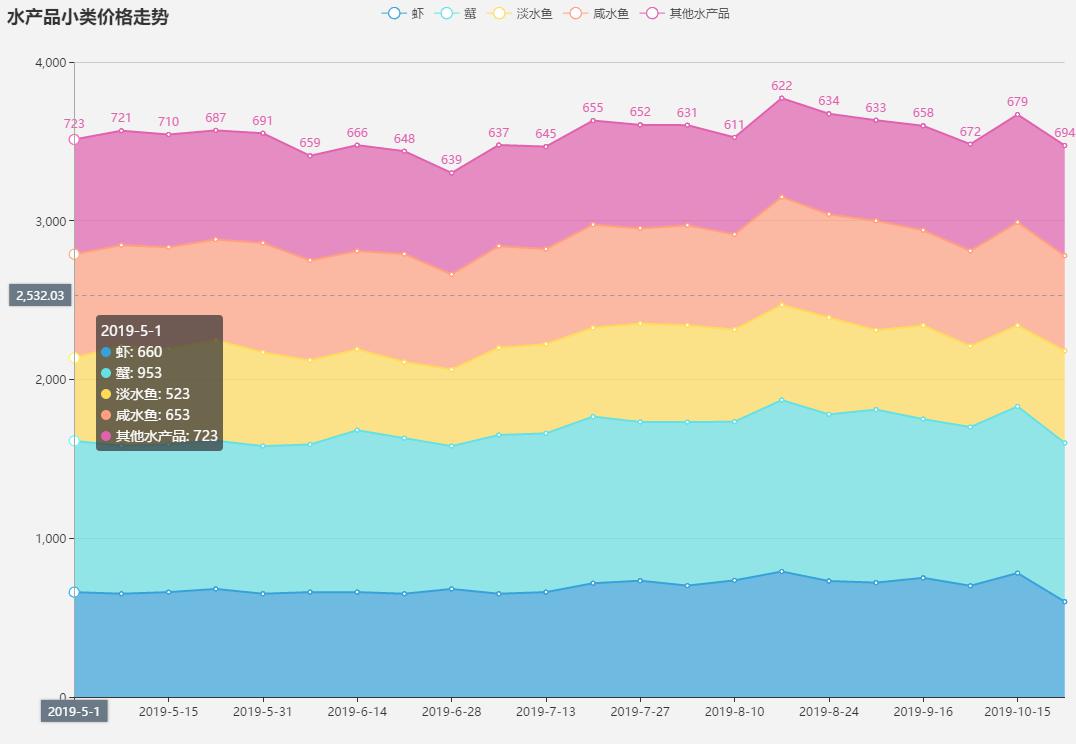 水产品小类价格走势
虾 蟹 淡水鱼 咸水鱼 其他水产品
4,000
3,000
2,000
1,000
0
2,532.03
723 721 710 687 691 659 666 648 639 637 645 655 652 631 611 622 634 633 658 672 679 694
2019-5-1
虾: 660
蟹: 953
淡水鱼: 523
咸水鱼: 653
其他水产品: 723
2019-5-1 2019-5-15 2019-5-31 2019-6-14 2019-6-28 2019-7-13 2019-7-27 2019-8-10 2019-8-24 2019-9-16 2019-10-15